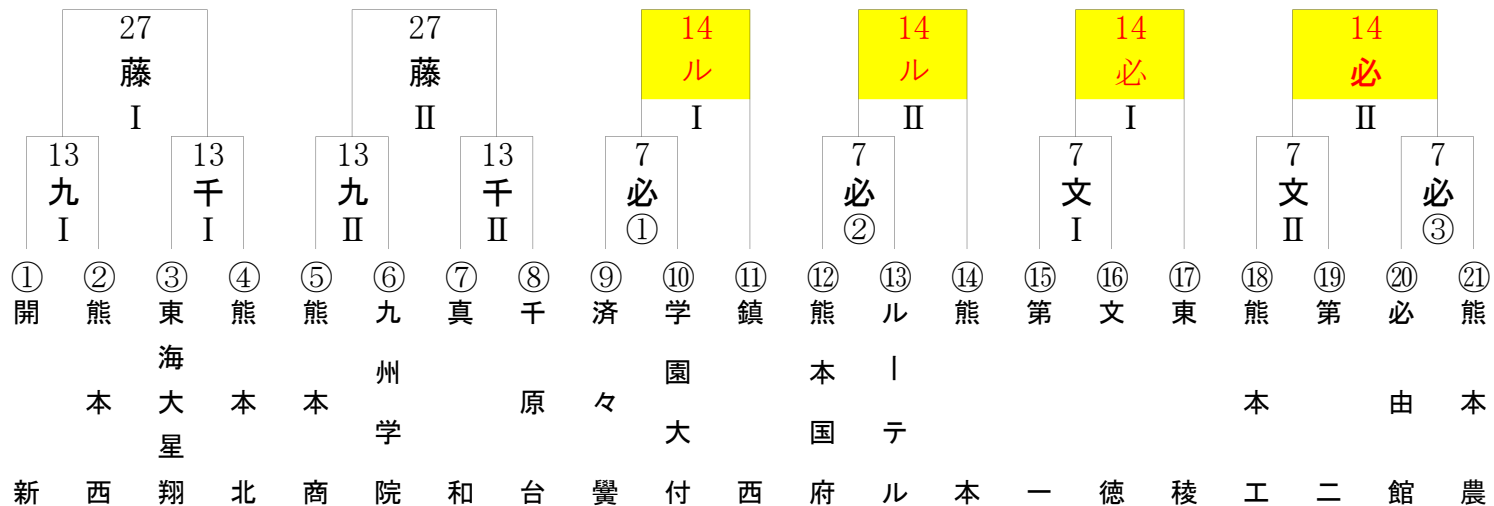 27 27 14 14 14 14
藤 藤 ル ル 必 必
Ⅰ Ⅱ Ⅰ Ⅱ Ⅰ Ⅱ
13 13 13 13 7 7 7 7 7
九 千 九 千 必 必 文 文 必
Ⅰ Ⅰ Ⅱ Ⅱ ① ② Ⅰ Ⅱ ③
① ② ③ ④ ⑤ ⑥ ⑦ ⑧ ⑨ ⑩ ⑪ ⑫ ⑬ ⑭ ⑮ ⑯ ⑰ ⑱ ⑲ ⑳ ㉑
開新
熊本西
東海大星翔
熊本北
熊本商
九州学院
真和
千原台
済々黌
学園大付
鎮西
熊本国府
ルーテル
熊本
第一
文徳
東稜
熊本工
第二
必由館
熊本農